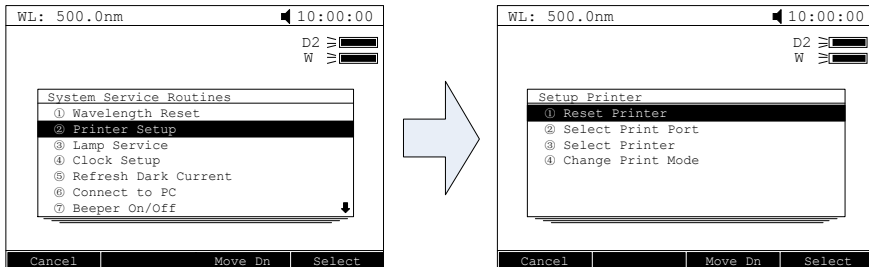 WL: 500.0nm 10:00:00
D2
W
System Service Routines
① Wavelength Reset
② Printer Setup
③ Lamp Service
④ Clock Setup
⑤ Refresh Dark Current
⑥ Connect to PC
⑦ Beeper On/Off
Cancel Move Dn Select
WL: 500.0nm 10:00:00
D2
W
Setup Printer
① Reset Printer
② Select Print Port
③ Select Printer
④ Change Print Mode
Cancel Move Dn Select